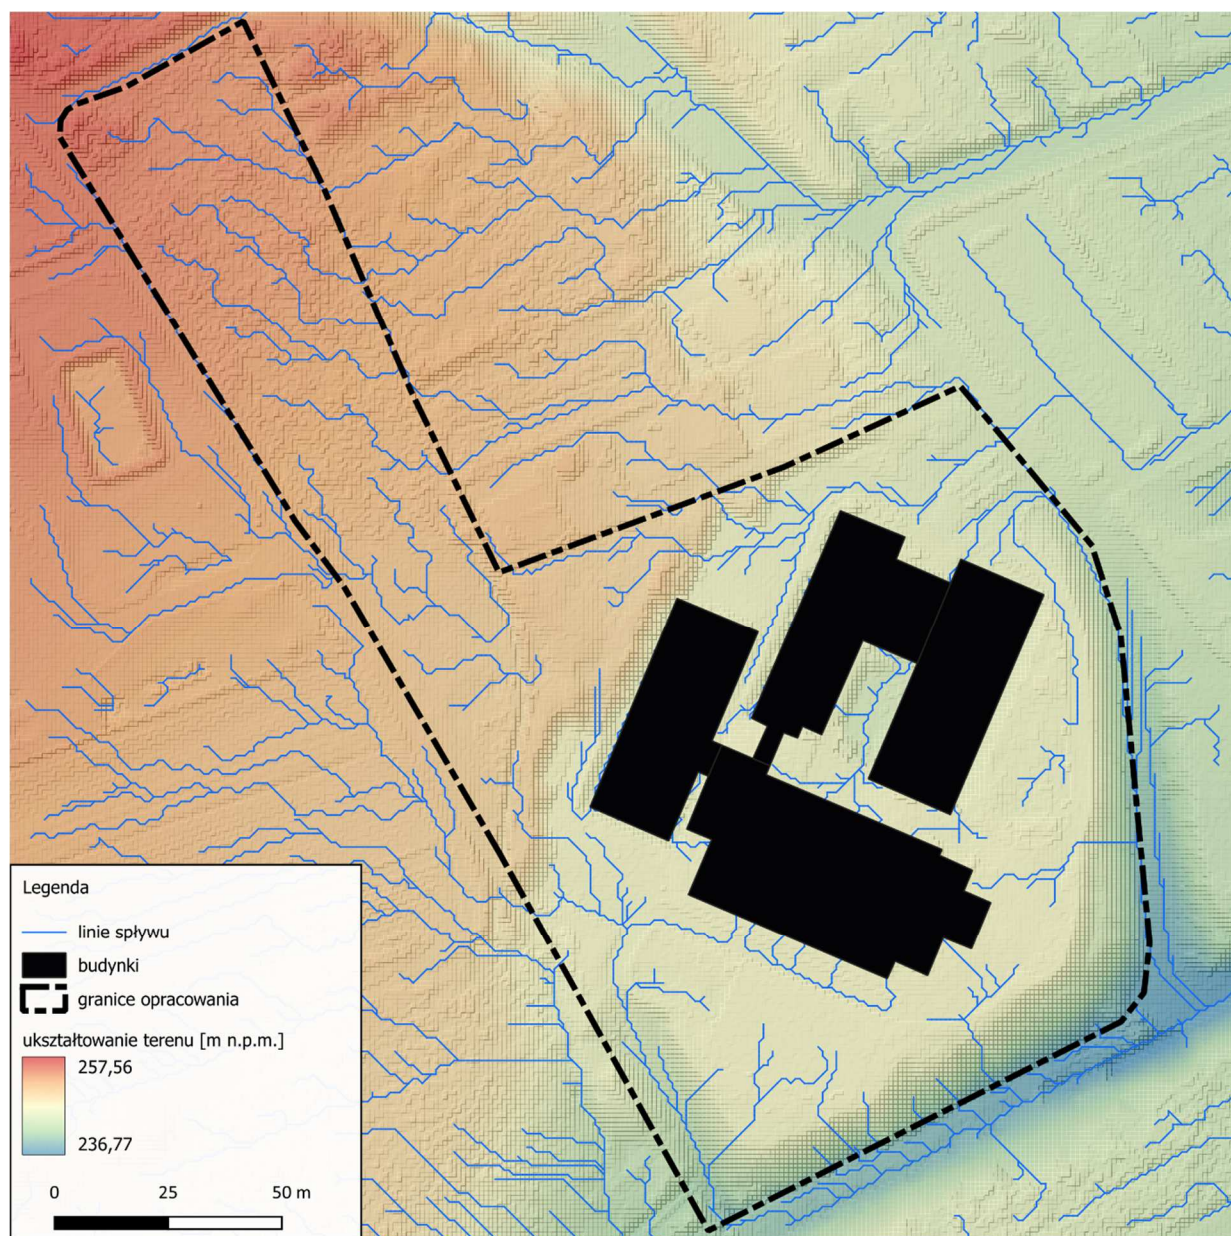 Legenda
linie spływu
budynki
granice opracowania
ukształtowanie terenu [m n.p.m.]
257,56
236,77
0 25 50 m